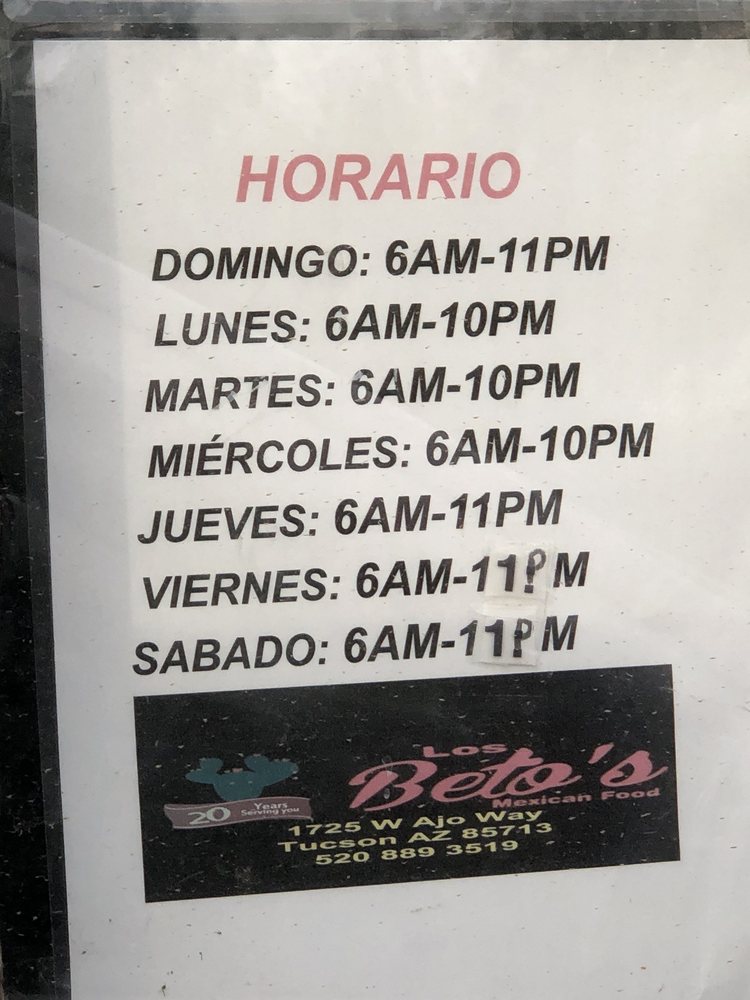 HORARIO
DOMINGO: 6AM-11PM
LUNES: 6AM-10PM
MARTES: 6AM-10PM
MIÉRCOLES: 6AM-10PM
JUEVES: 6AM-11PM
VIERNES: 6AM-11PM
SABADO: 6AM-11PM
Los
Beto's
Mexican Food
20 Years
Serving you
1725 W Ajo Way
Tucson AZ 85713
520 889 3519